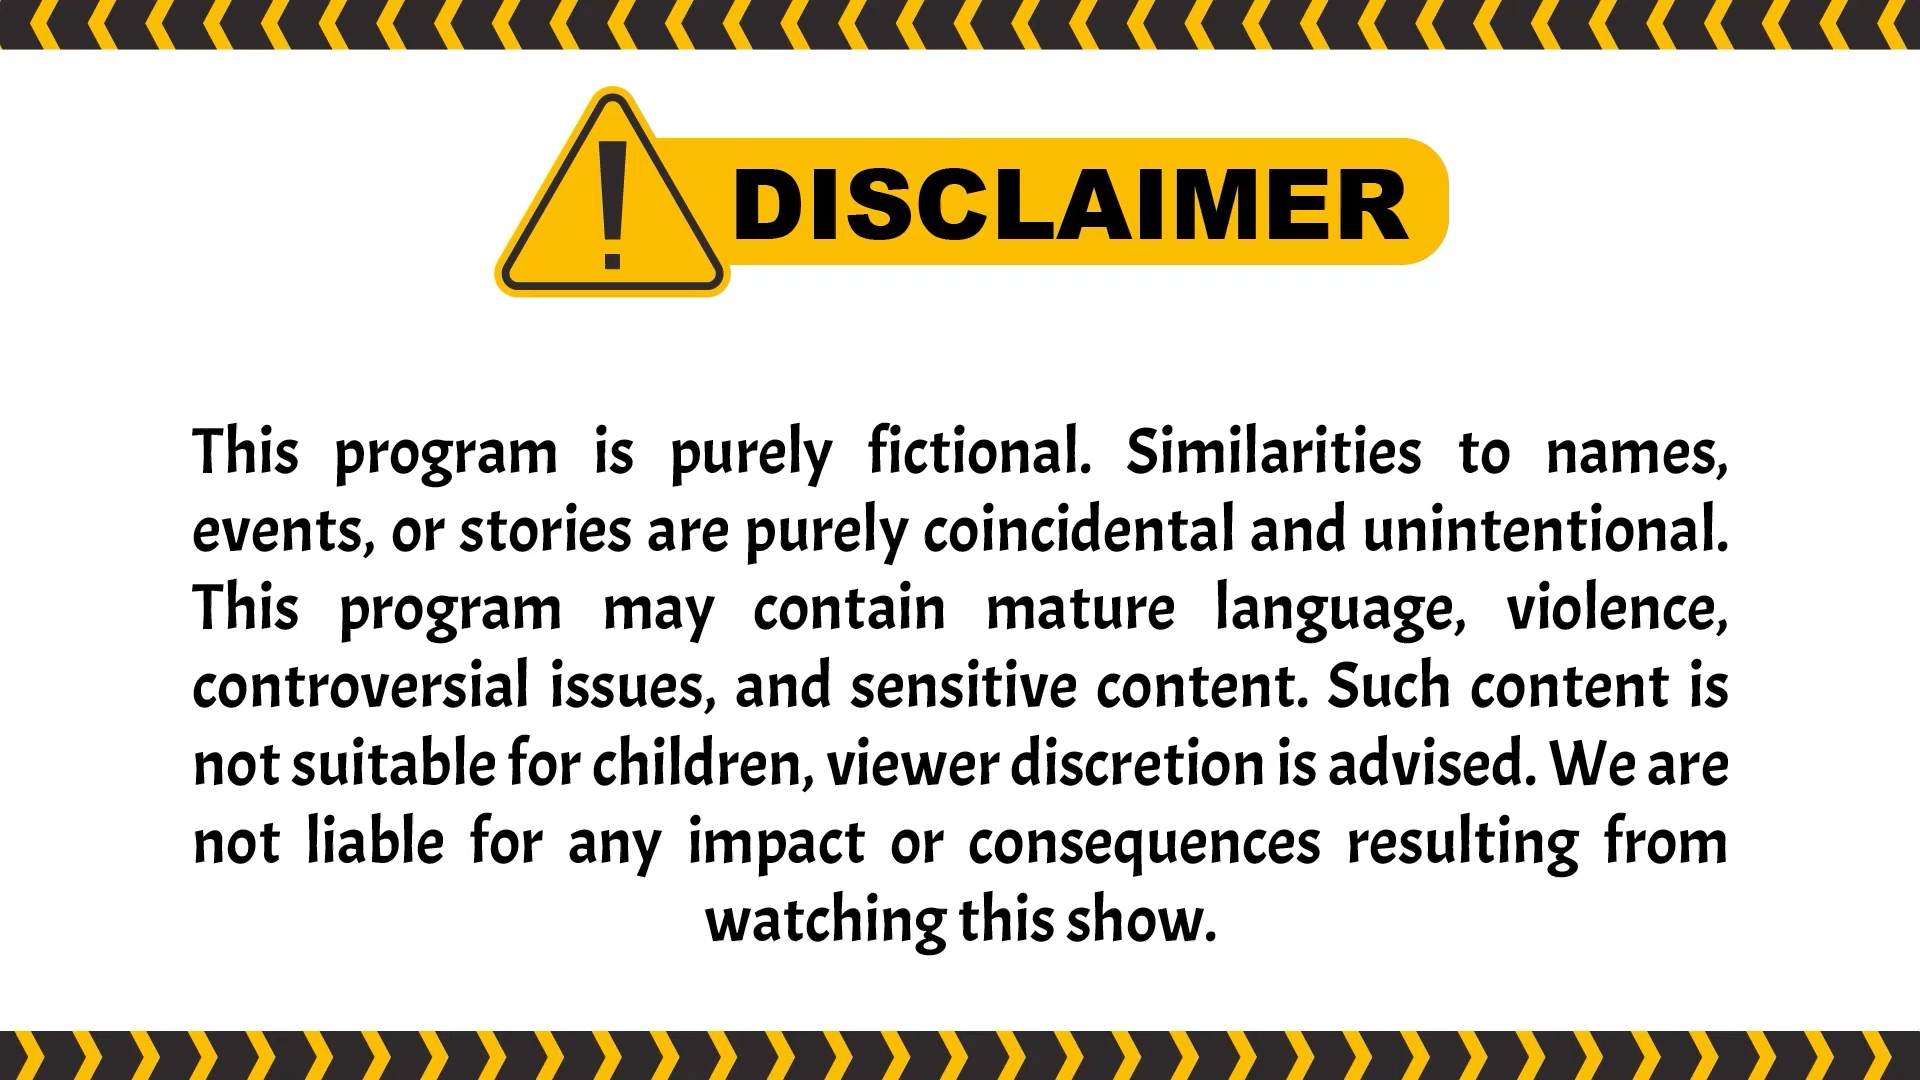 DISCLAIMER
This program is purely fictional. Similarities to names,
events, or stories are purely coincidental and unintentional.
This program may contain mature language, violence,
controversial issues, and sensitive content. Such content is
not suitable for children, viewer discretion is advised. We are
not liable for any impact or consequences resulting from
watching this show.